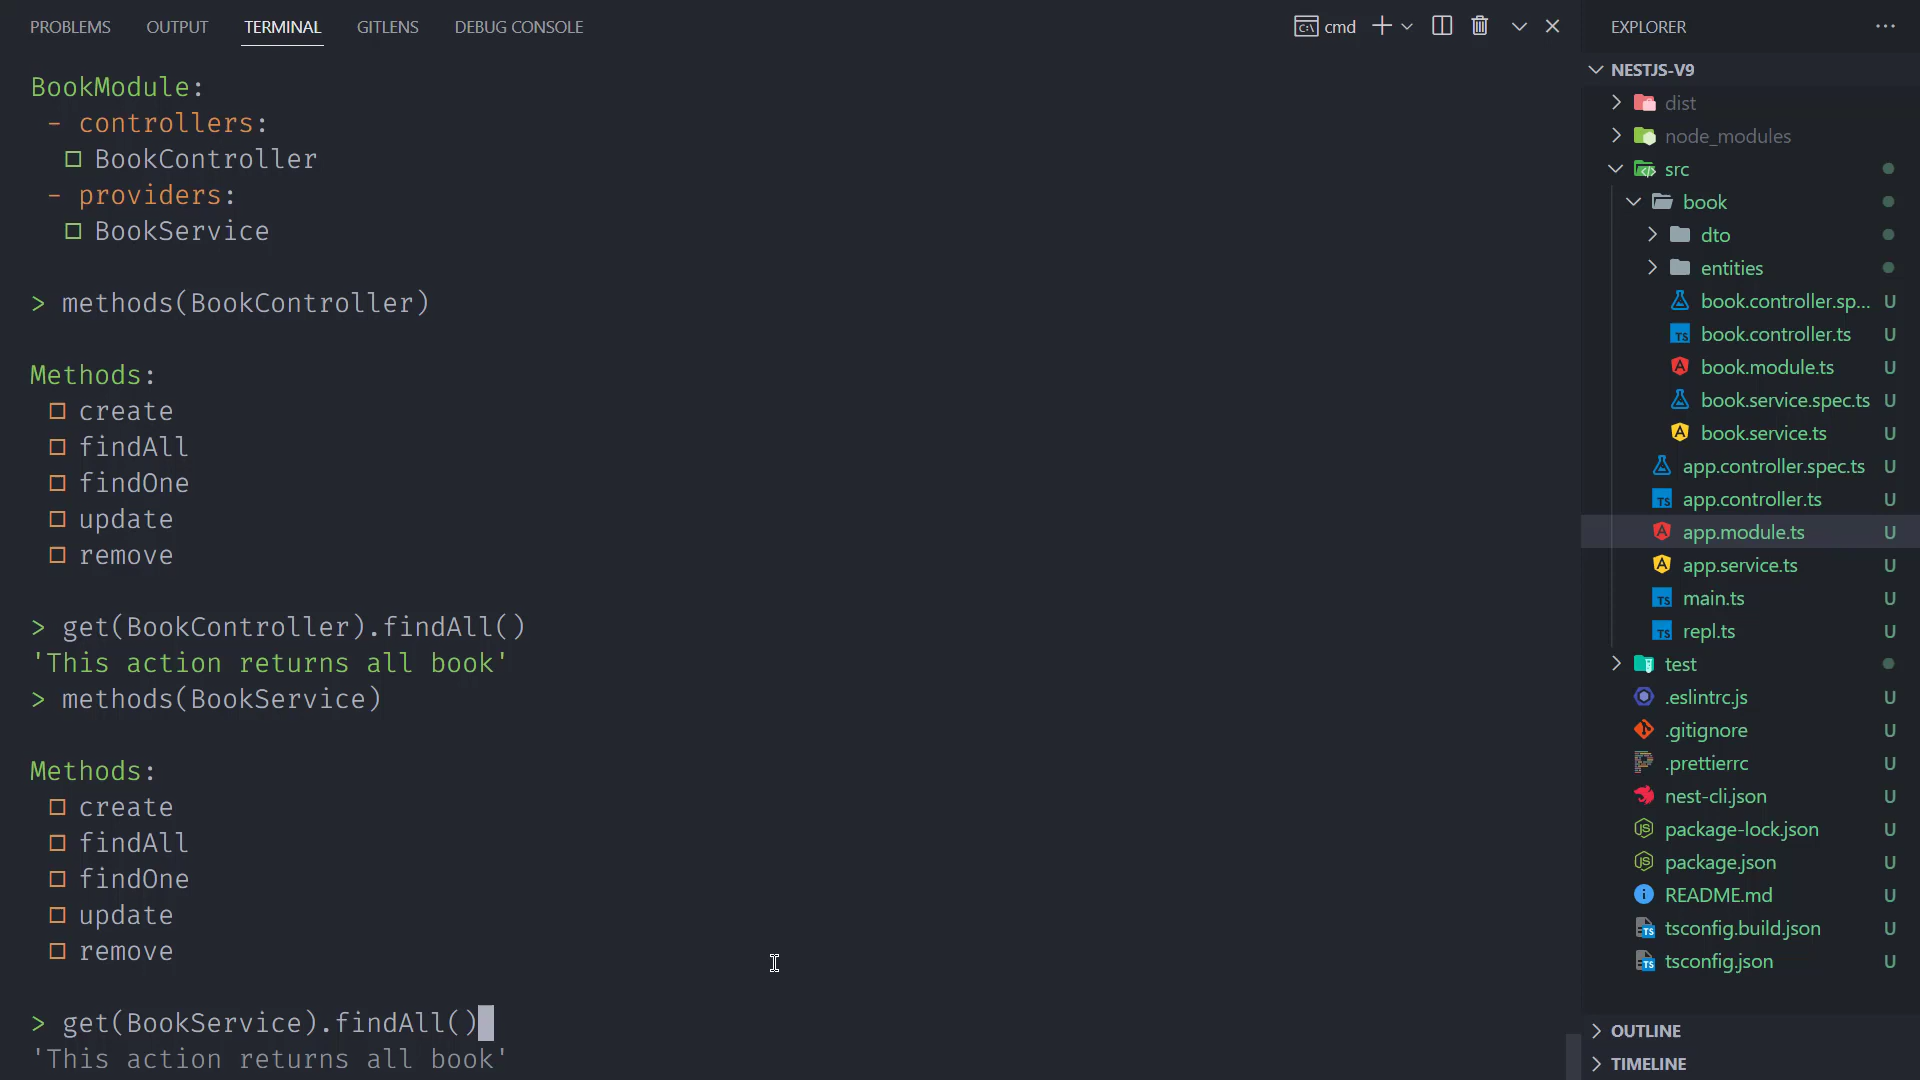 PROBLEMS OUTPUT TERMINAL GITLENS DEBUG CONSOLE
cmd
BookModule:
- controllers:
□ BookController
- providers:
□ BookService
> methods(BookController)
Methods:
□ create
□ findAll
□ findOne
□ update
□ remove
> get(BookController).findAll()
'This action returns all book'
> methods(BookService)
Methods:
□ create
□ findAll
□ findOne
□ update
□ remove
> get(BookService).findAll()
'This action returns all book'
EXPLORER
NESTJS-V9
dist
node_modules
src
book
dto
entities
book.controller.sp... U
book.controller.ts U
book.module.ts U
book.service.spec.ts U
book.service.ts U
app.controller.spec.ts U
app.controller.ts U
app.module.ts U
app.service.ts U
main.ts U
repl.ts U
test
.eslintrc.js U
.gitignore U
.prettierrc U
nest-cli.json U
package-lock.json U
package.json U
README.md U
tsconfig.build.json U
tsconfig.json U
OUTLINE
TIMELINE